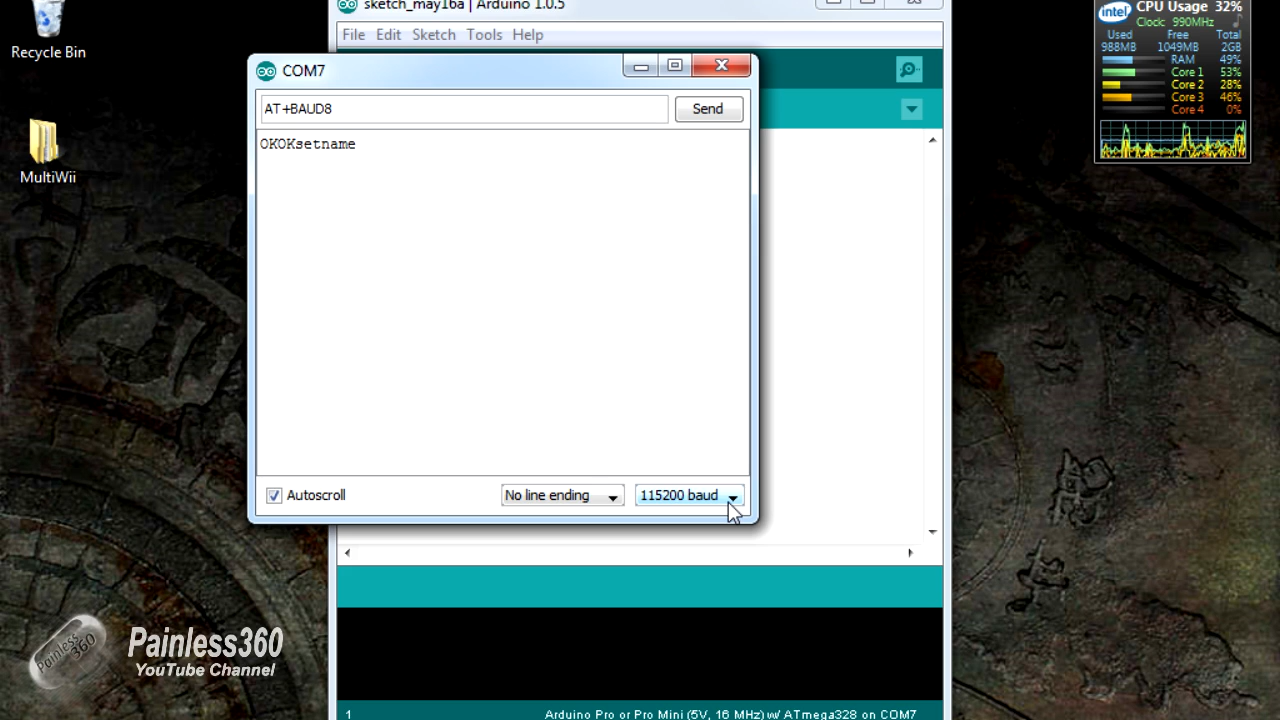 sketch_may16a | Arduino 1.0.5
Recycle Bin
MultiWii
File Edit Sketch Tools Help
COM7
AT+BAUD8
Send
OKOKsetname
Autoscroll
No line ending
115200 baud
intel
CPU Usage 32%
Clock: 990MHz
Used Free Total
988MB 1049MB 2GB
RAM 49%
Core 1 53%
Core 2 28%
Core 3 46%
Core 4 0%
Painless 360
Painless360
YouTube Channel
1
Arduino Pro or Pro Mini (5V, 16 MHz) w/ ATmega328 on COM7